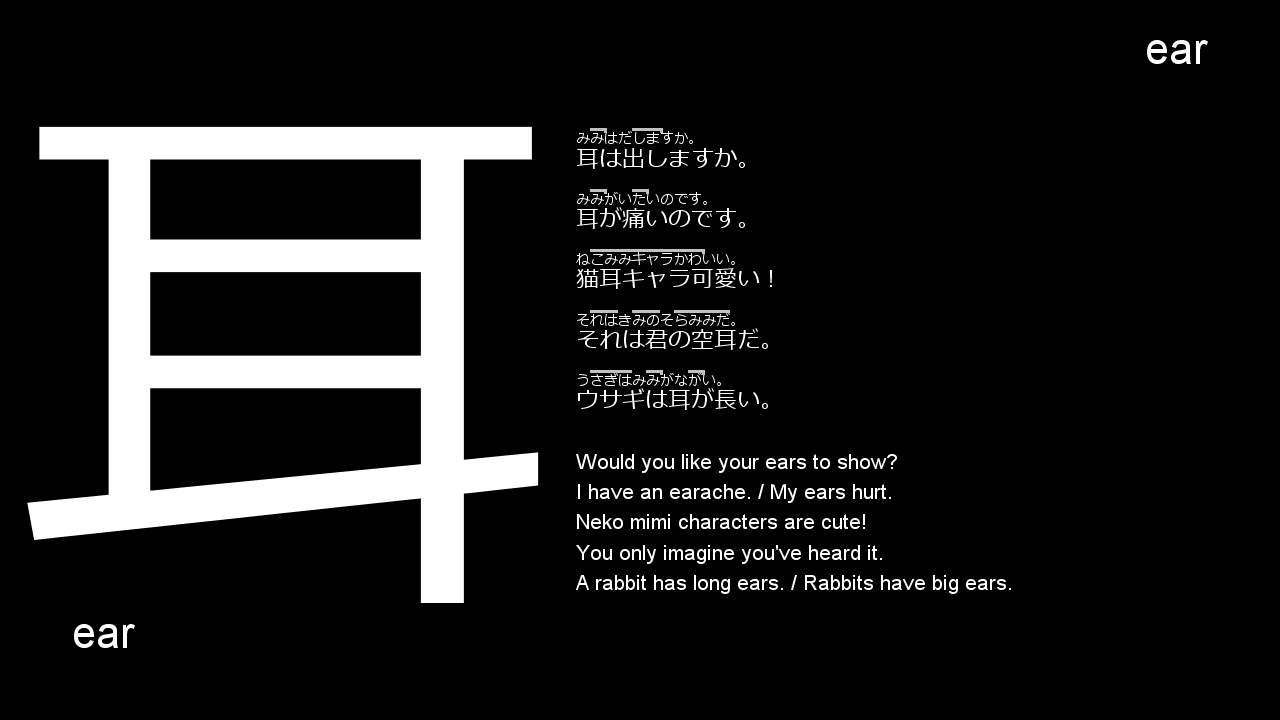 ear
耳
みみはだしますか。
耳は出しますか。
みみがいたいのです。
耳が痛いのです。
ねこみみキャラかわいい。
猫耳キャラ可愛い！
それはきみのそらみみだ。
それは君の空耳だ。
うさぎはみみがながい。
ウサギは耳が長い。
Would you like your ears to show?
I have an earache. / My ears hurt.
Neko mimi characters are cute!
You only imagine you've heard it.
A rabbit has long ears. / Rabbits have big ears.
ear